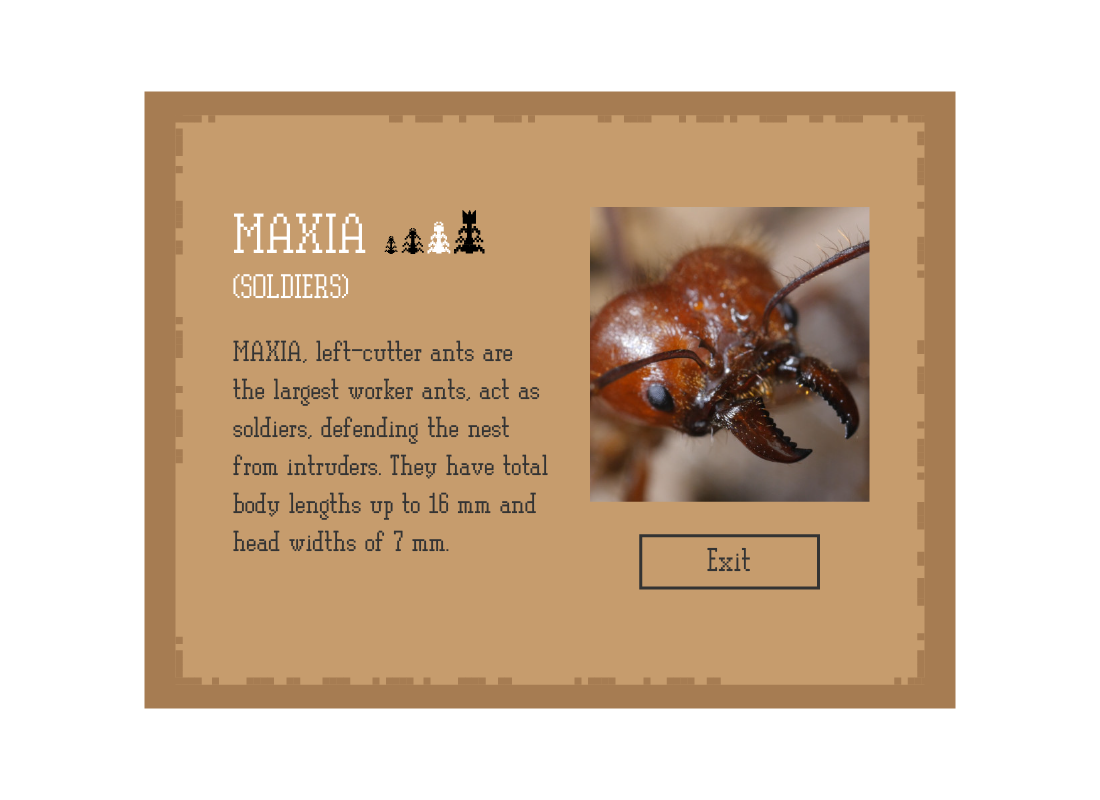 MAXIA
(SOLDIERS)
MAXIA, left-cutter ants are
the largest worker ants, act as
soldiers, defending the nest
from intruders. They have total
body lengths up to 16 mm and
head widths of 7 mm.
Exit